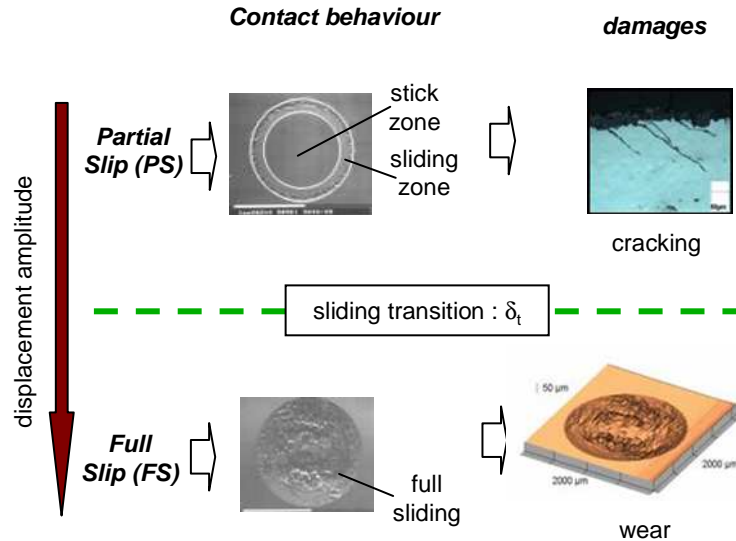 Contact behaviour
damages
displacement amplitude
Partial
Slip (PS)
stick
zone
sliding
zone
cracking
sliding transition : δt
Full
Slip (FS)
full
sliding
50 µm
2000 µm
2000 µm
wear